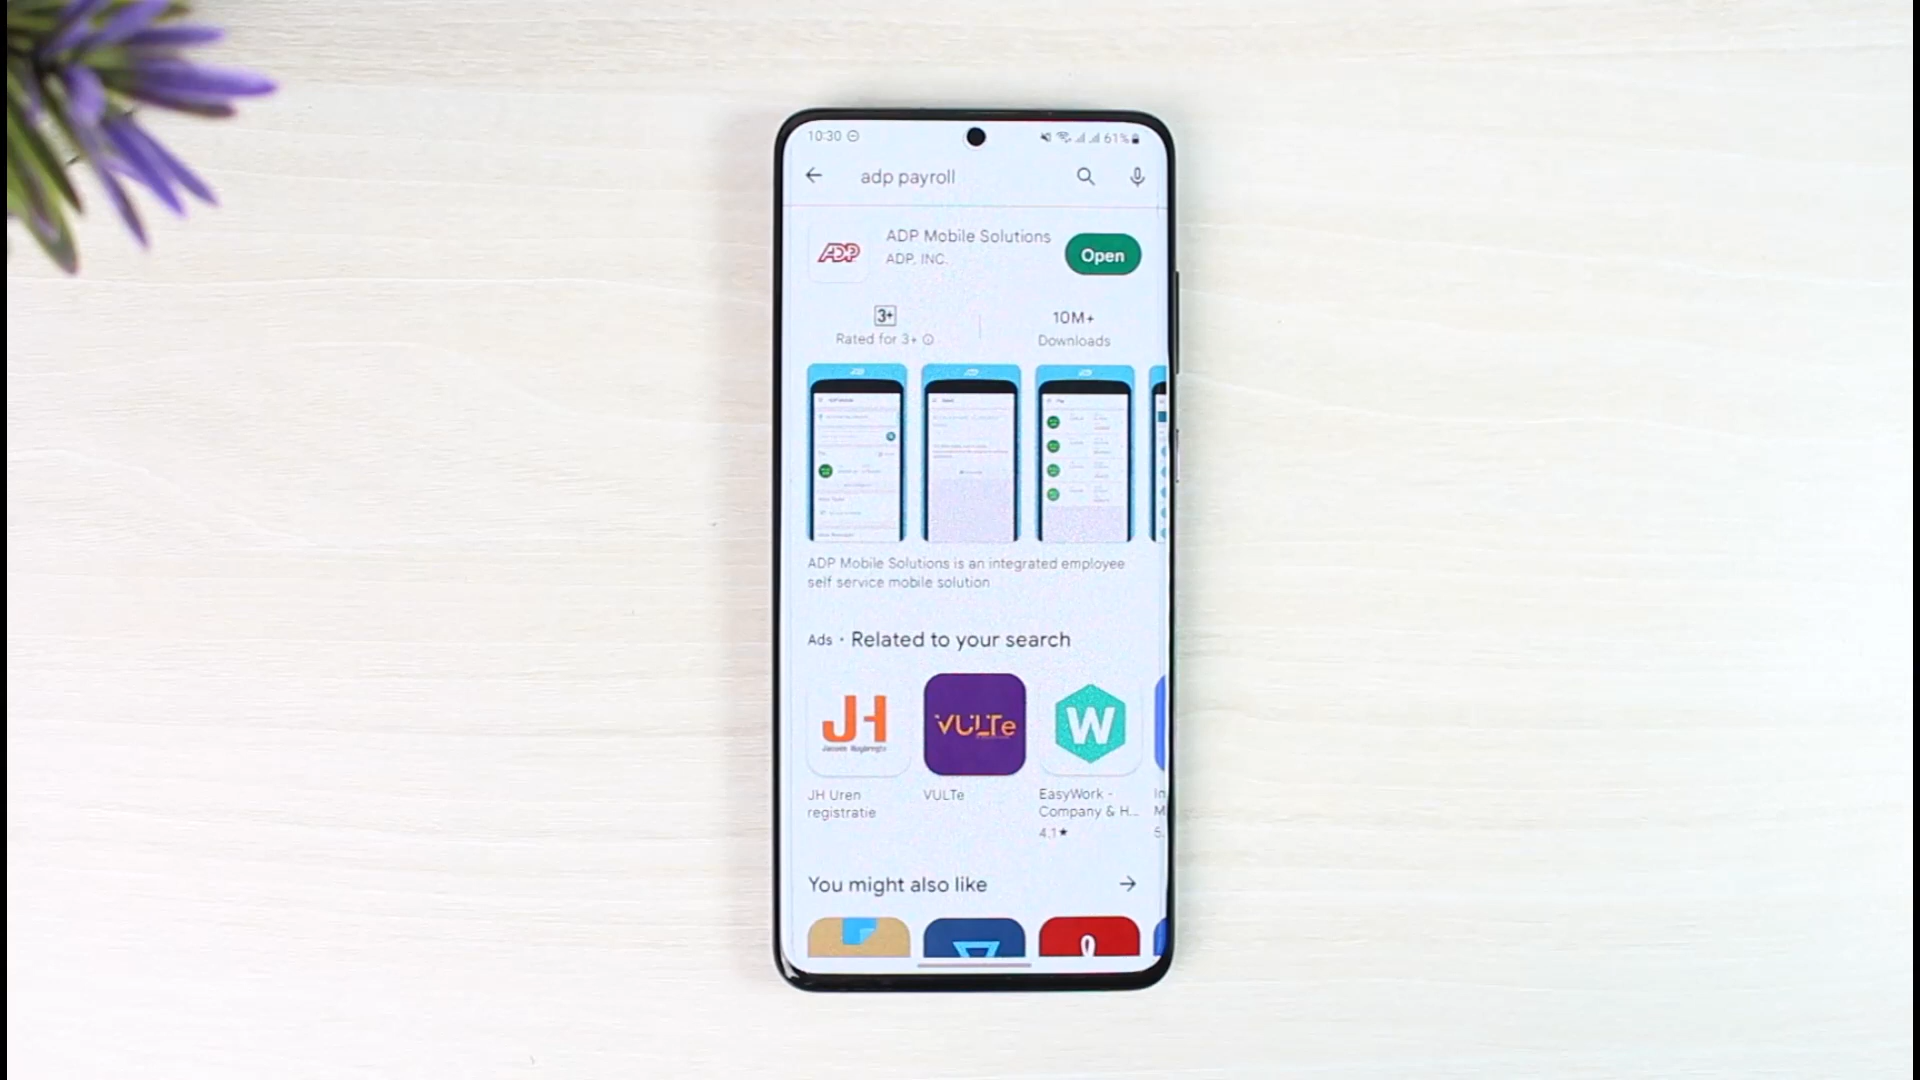 10:30
61%
adp payroll
ADP
ADP Mobile Solutions
ADP, INC.
Open
3+
10M+
Rated for 3+
Downloads
ADP Mobile Solutions is an integrated employee
self service mobile solution
Ads • Related to your search
JH
VULTe
W
JH Uren
registratie
VULTe
EasyWork -
Company & H...
4.1★
In
M
5.
You might also like